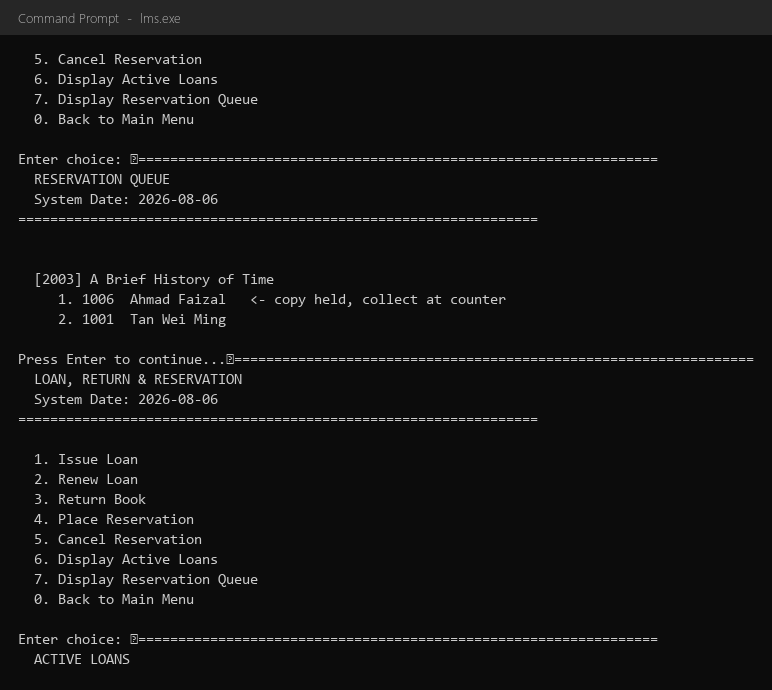 Command Prompt - lms.exe
5. Cancel Reservation
6. Display Active Loans
7. Display Reservation Queue
0. Back to Main Menu
Enter choice: �=================================================================
RESERVATION QUEUE
System Date: 2026-08-06
=================================================================
[2003] A Brief History of Time
1. 1006  Ahmad Faizal   <- copy held, collect at counter
2. 1001  Tan Wei Ming
Press Enter to continue...�=================================================================
LOAN, RETURN & RESERVATION
System Date: 2026-08-06
=================================================================
1. Issue Loan
2. Renew Loan
3. Return Book
4. Place Reservation
5. Cancel Reservation
6. Display Active Loans
7. Display Reservation Queue
0. Back to Main Menu
Enter choice: �=================================================================
ACTIVE LOANS